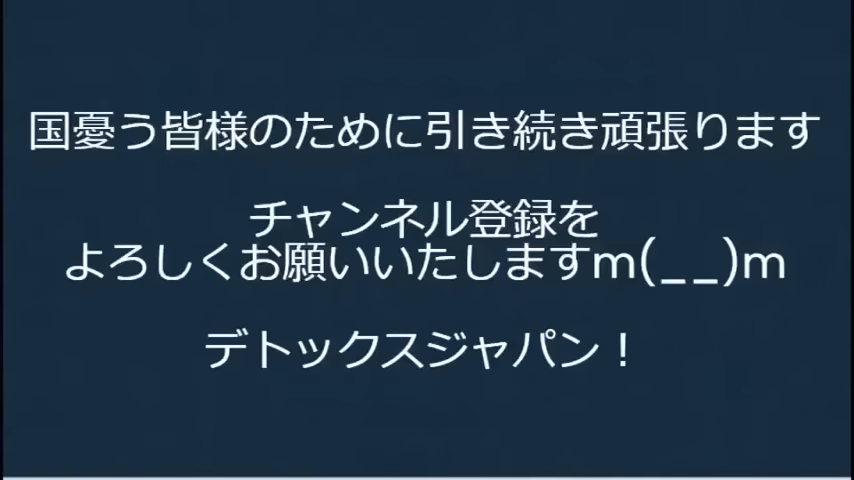 国憂う皆様のために引き続き頑張ります
チャンネル登録を
よろしくお願いいたしますm(__)m
デトックスジャパン！